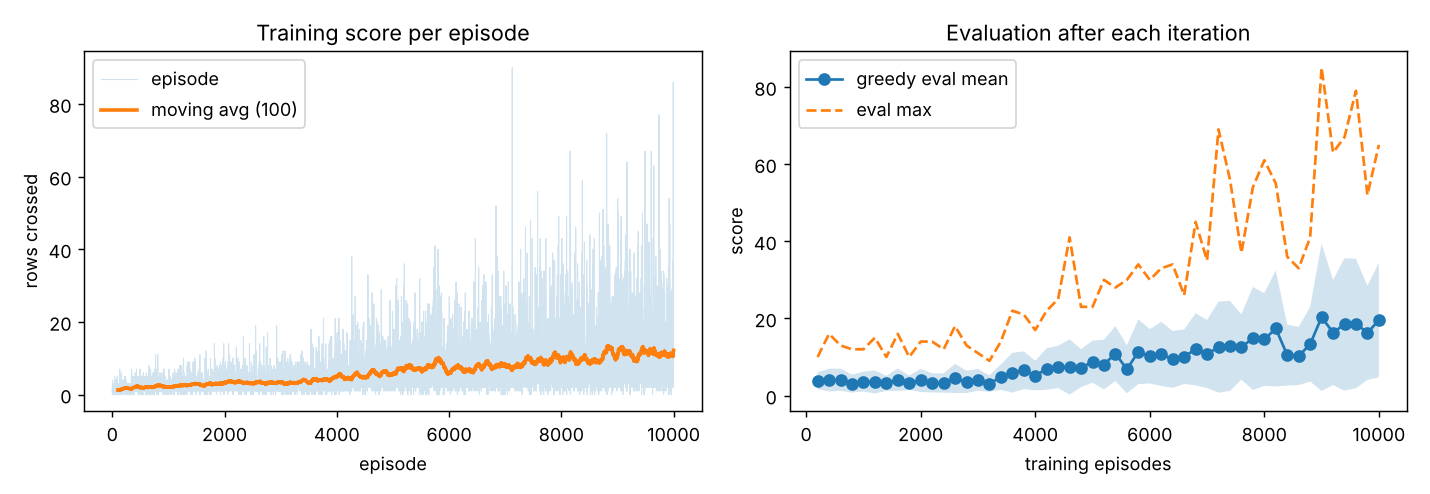 Training score per episode
episode
moving avg (100)
rows crossed
80
60
40
20
0
0 2000 4000 6000 8000 10000
episode
Evaluation after each iteration
greedy eval mean
eval max
score
80
60
40
20
0
0 2000 4000 6000 8000 10000
training episodes